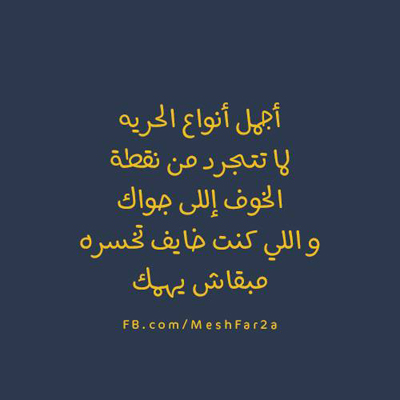 أجمل أنواع الحريه
لما تتجرد من نقطة
الخوف إللى جواك
و اللي كنت خايف تخسره
مبقاش يهمك
FB.com/MeshFar2a